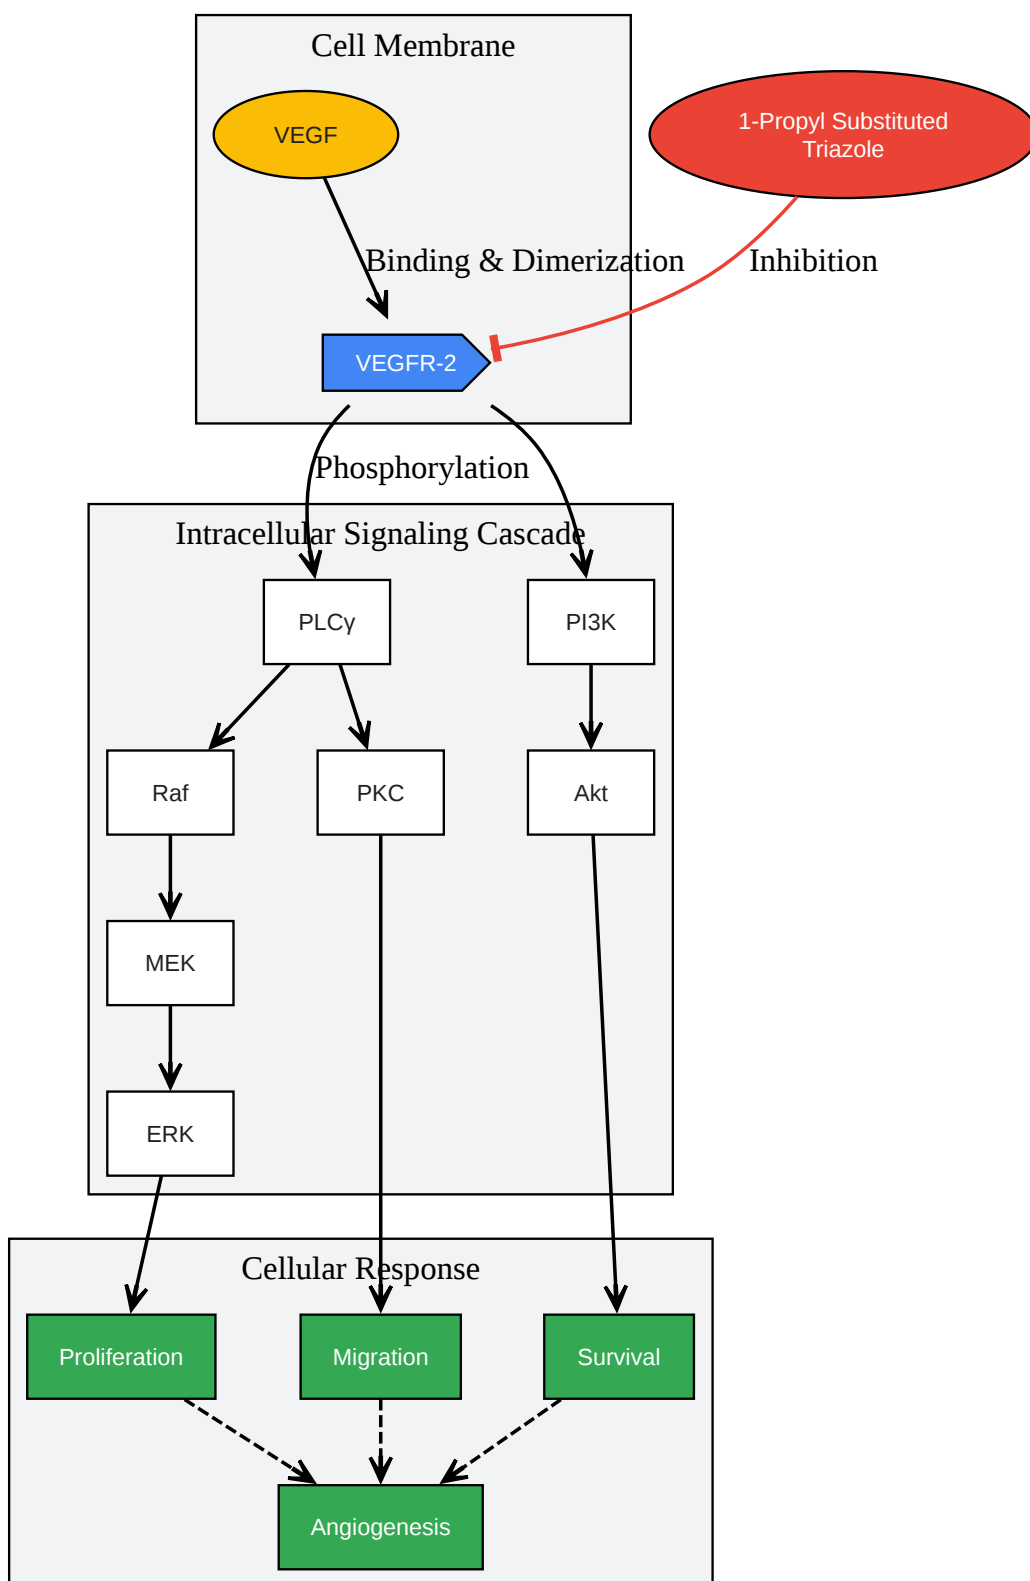 Cell Membrane
VEGF
1-Propyl Substituted
Triazole
Binding & Dimerization
Inhibition
VEGFR-2
Phosphorylation
Intracellular Signaling Cascade
PLCγ
PI3K
Raf
PKC
Akt
MEK
ERK
Cellular Response
Proliferation
Migration
Survival
Angiogenesis